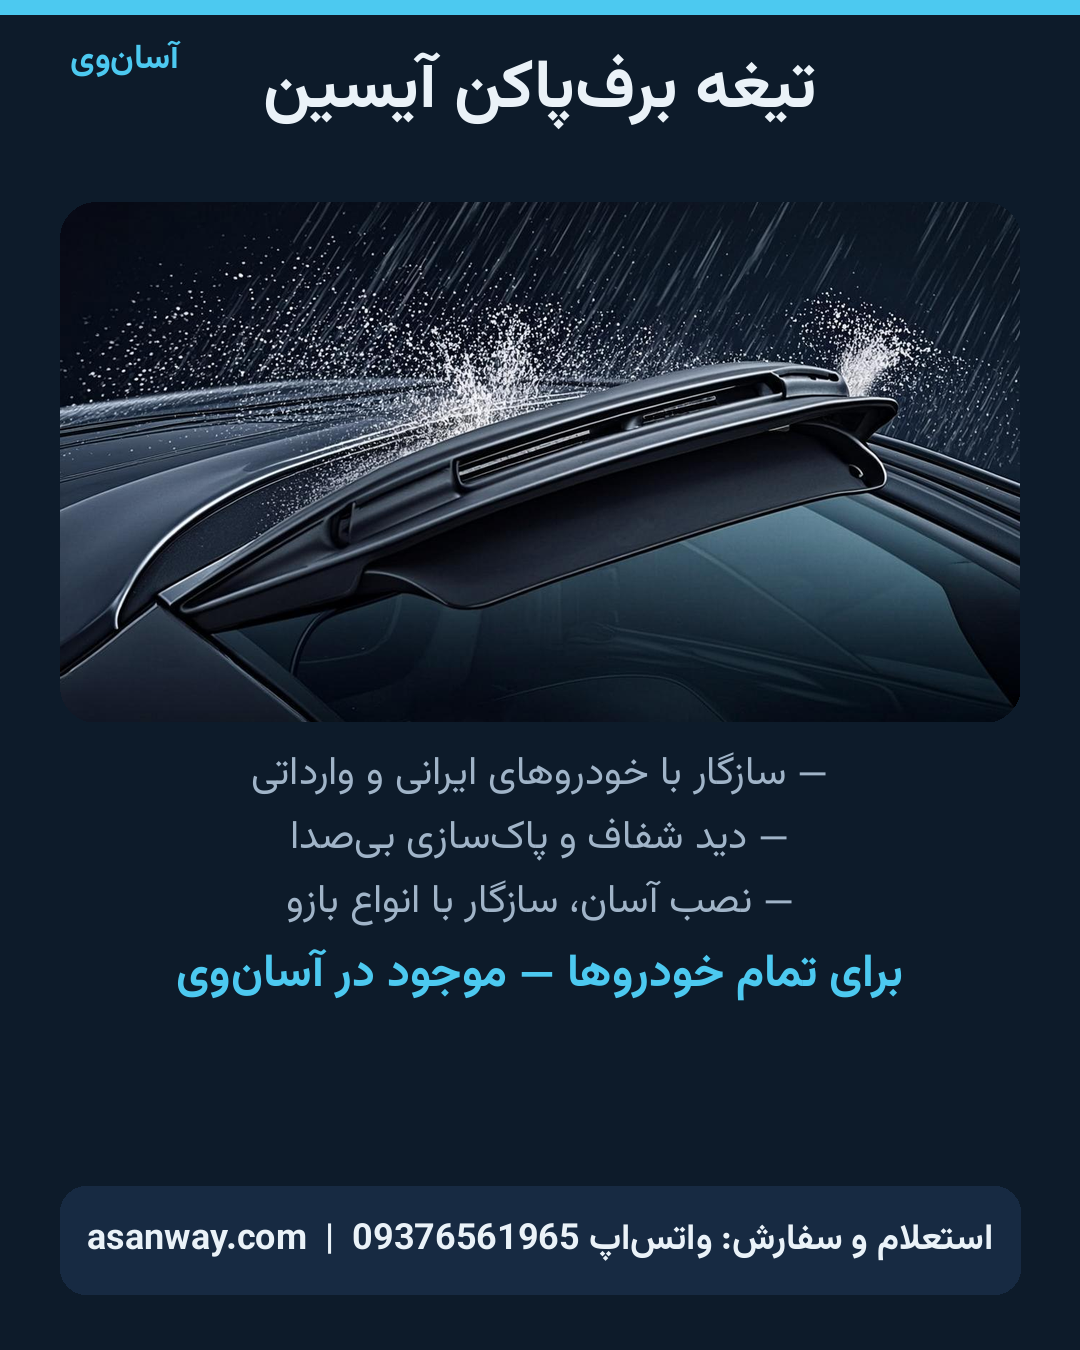 آسان‌وی
تیغه برف‌پاکن آیسین
— سازگار با خودروهای ایرانی و وارداتی
— دید شفاف و پاک‌سازی بی‌صدا
— نصب آسان، سازگار با انواع بازو
برای تمام خودروها — موجود در آسان‌وی
استعلام و سفارش: واتس‌اپ 09376561965 | asanway.com